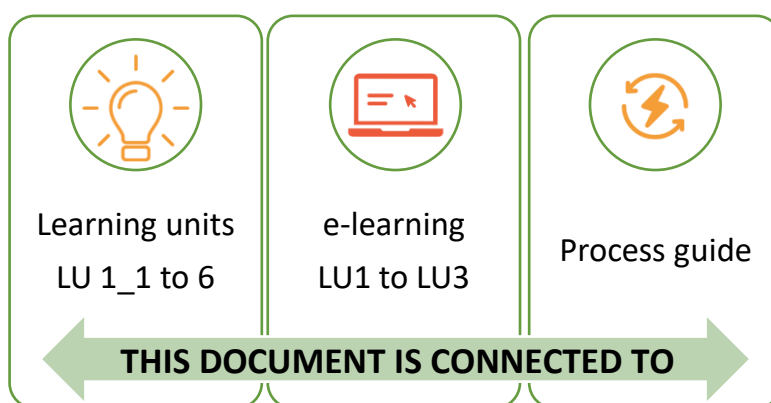 Learning units
LU 1_1 to 6
e-learning
LU1 to LU3
Process guide
THIS DOCUMENT IS CONNECTED TO